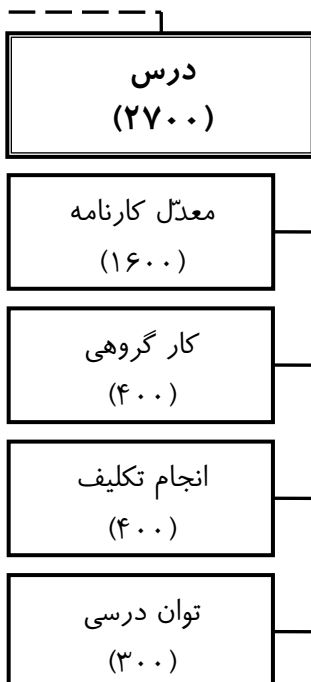 درس
(۲۷۰۰)
معدّل کارنامه
(۱۶۰۰)
کار گروهی
(۴۰۰)
انجام تکلیف
(۴۰۰)
توان درسی
(۳۰۰)